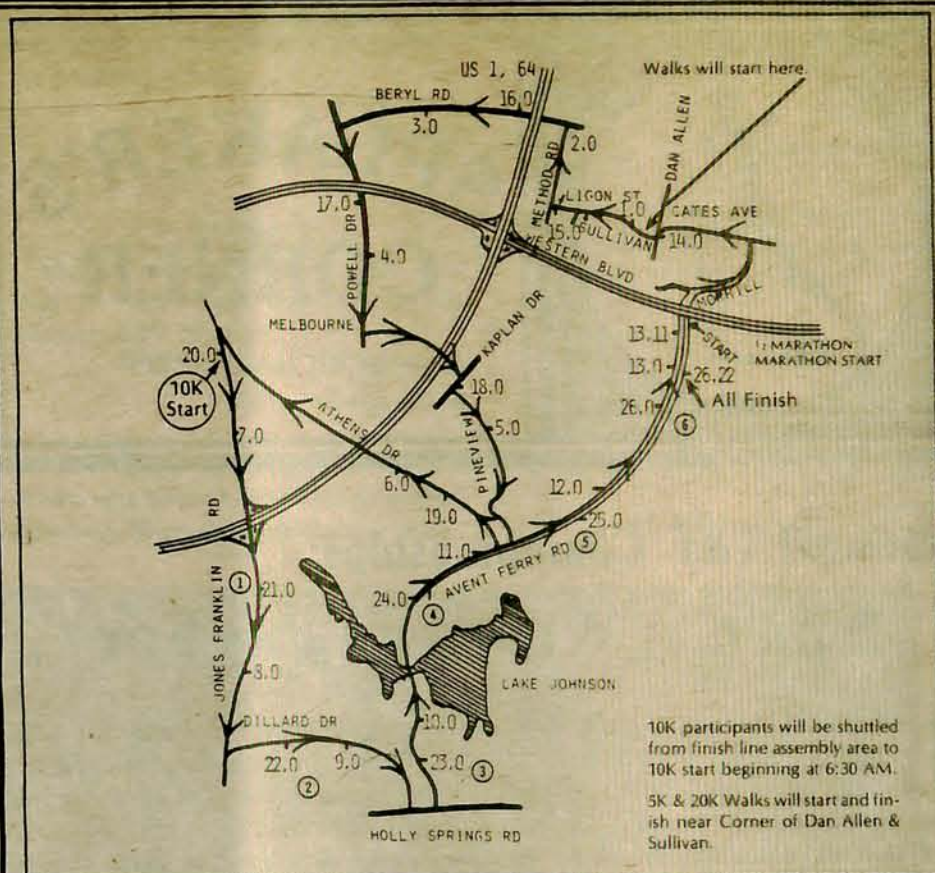 US 1, 64
Walks will start here.
BERYL RD
16.0
3.0
2.0
DAN ALLEN
METHOD RD
LIGON ST
1.0
CATES AVE
15.0
SULLIVAN
14.0
17.0
WESTERN BLVD
4.0
POWELL DR
MORRILL
MELBOURNE
KAPLAN DR
13.11
START
½ MARATHON
MARATHON START
20.0
10K
Start
18.0
13.0
26.22
All Finish
26.0
6
ATHENS DR
7.0
5.0
PINEVIEW
6.0
12.0
19.0
25.0
5
11.0
AVENT FERRY RD
1
21.0
24.0
4
JONES FRANKLIN RD
8.0
LAKE JOHNSON
DILLARD DR
10.0
22.0
9.0
2
23.0
3
HOLLY SPRINGS RD
10K participants will be shuttled
from finish line assembly area to
10K start beginning at 6:30 AM.
5K & 20K Walks will start and fin-
ish near Corner of Dan Allen &
Sullivan.